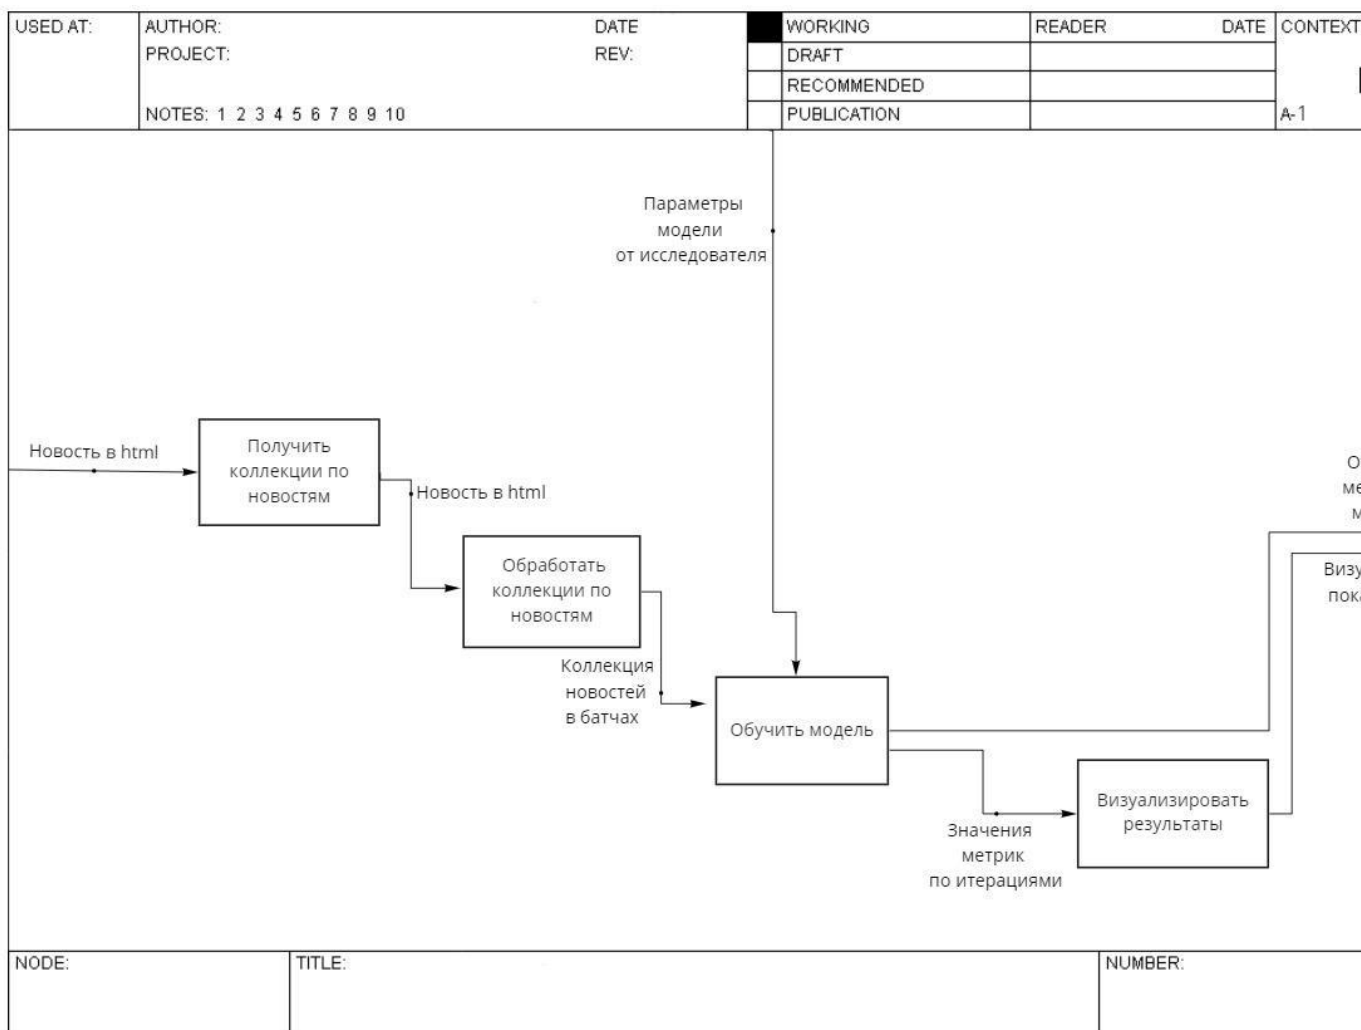 USED AT:
AUTHOR:
DATE
PROJECT:
REV:
NOTES: 1 2 3 4 5 6 7 8 9 10
WORKING
DRAFT
RECOMMENDED
PUBLICATION
READER
DATE
CONTEXT
A-1
Параметры
модели
от исследователя
Новость в html
Получить
коллекции по
новостям
Новость в html
Обработать
коллекции по
новостям
Коллекция
новостей
в батчах
Обучить модель
Значения
метрик
по итерациями
Визуализировать
результаты
NODE:
TITLE:
NUMBER: